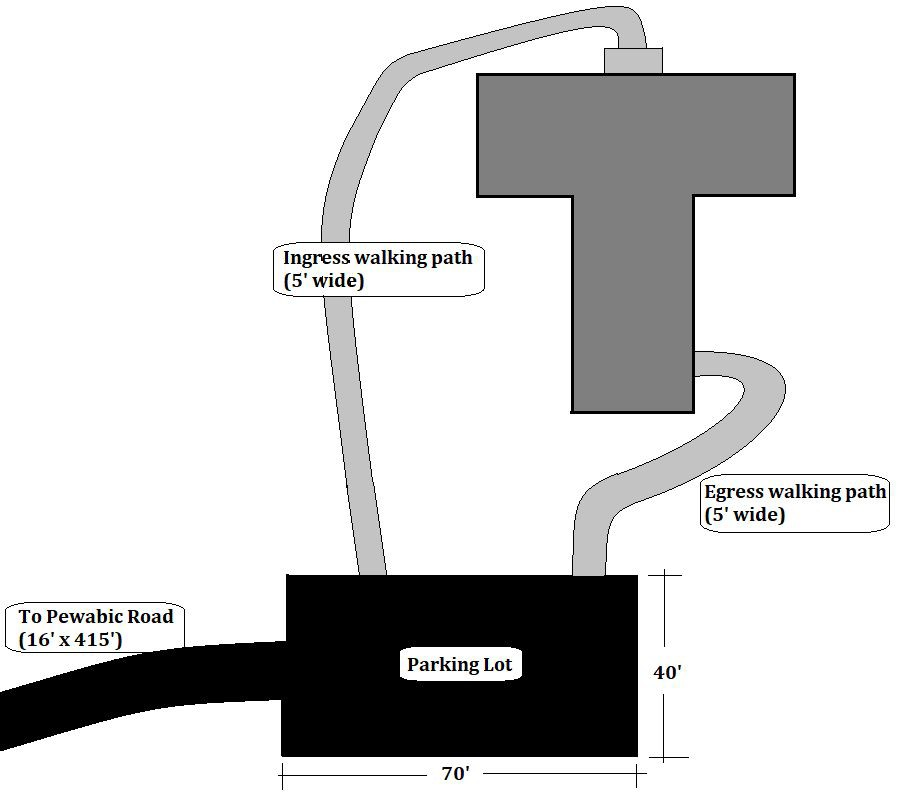 Ingress walking path
(5' wide)
Egress walking path
(5' wide)
To Pewabic Road
(16' x 415')
Parking Lot
40'
70'